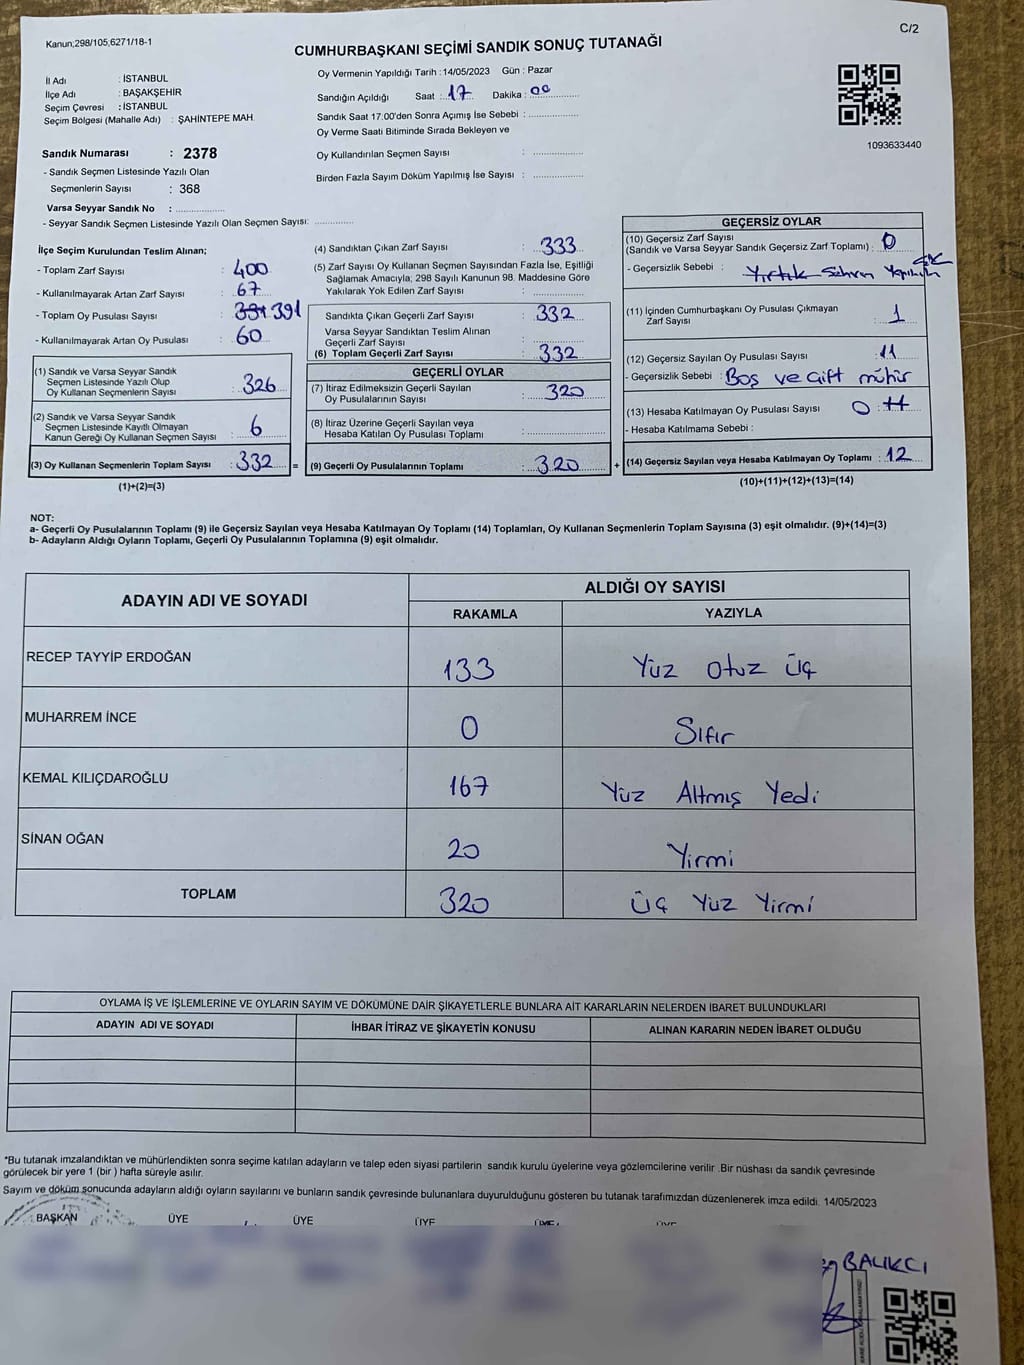 Kanun;298/105,6271/18-1
C/2
CUMHURBAŞKANI SEÇİMİ SANDIK SONUÇ TUTANAĞI
İl Adı : İSTANBUL
İlçe Adı : BAŞAKŞEHİR
Seçim Çevresi : İSTANBUL
Seçim Bölgesi (Mahalle Adı) : ŞAHİNTEPE MAH.
Sandık Numarası : 2378
- Sandık Seçmen Listesinde Yazılı Olan
Seçmenlerin Sayısı : 368
Varsa Seyyar Sandık No : ..................
- Seyyar Sandık Seçmen Listesinde Yazılı Olan Seçmen Sayısı: ..............
Oy Vermenin Yapıldığı Tarih :14/05/2023 Gün : Pazar
Sandığın Açıldığı Saat : 17 Dakika : 00
Sandık Saat 17:00'den Sonra Açımış İse Sebebi : ..................
Oy Verme Saati Bitiminde Sırada Bekleyen ve
Oy Kullandırılan Seçmen Sayısı : ..................
Birden Fazla Sayım Döküm Yapılmış İse Sayısı : ..................
1093633440
İlçe Seçim Kurulundan Teslim Alınan;
- Toplam Zarf Sayısı : 400
- Kullanılmayarak Artan Zarf Sayısı : 67
- Toplam Oy Pusulası Sayısı : 391
- Kullanılmayarak Artan Oy Pusulası : 60
(1) Sandık ve Varsa Seyyar Sandık
Seçmen Listesinde Yazılı Olup
Oy Kullanan Seçmenlerin Sayısı : 326
(2) Sandık ve Varsa Seyyar Sandık
Seçmen Listesinde Kayıtlı Olmayan
Kanun Gereği Oy Kullanan Seçmen Sayısı : 6
(3) Oy Kullanan Seçmenlerin Toplam Sayısı : 332 =
(1)+(2)=(3)
(4) Sandıktan Çıkan Zarf Sayısı : 333
(5) Zarf Sayısı Oy Kullanan Seçmen Sayısından Fazla İse, Eşitliği
Sağlamak Amacıyla; 298 Sayılı Kanunun 98. Maddesine Göre
Yakılarak Yok Edilen Zarf Sayısı : ..................
Sandıkta Çıkan Geçerli Zarf Sayısı : 332
Varsa Seyyar Sandıktan Teslim Alınan
Geçerli Zarf Sayısı : ..................
(6) Toplam Geçerli Zarf Sayısı : 332
GEÇERLİ OYLAR
(7) İtiraz Edilmeksizin Geçerli Sayılan
Oy Pusulalarının Sayısı : 320
(8) İtiraz Üzerine Geçerli Sayılan veya
Hesaba Katılan Oy Pusulası Toplamı : ..................
(9) Geçerli Oy Pusulalarının Toplamı : 320 +
GEÇERSİZ OYLAR
(10) Geçersiz Zarf Sayısı
(Sandık ve Varsa Seyyar Sandık Geçersiz Zarf Toplamı) : 0
- Geçersizlik Sebebi :
(11) İçinden Cumhurbaşkanı Oy Pusulası Çıkmayan
Zarf Sayısı : 1
(12) Geçersiz Sayılan Oy Pusulası Sayısı : 11
- Geçersizlik Sebebi : Boş ve Çift mühür
(13) Hesaba Katılmayan Oy Pusulası Sayısı 0 :
- Hesaba Katılmama Sebebi :
(14) Geçersiz Sayılan veya Hesaba Katılmayan Oy Toplamı : 12
(10)+(11)+(12)+(13)=(14)
NOT:
a- Geçerli Oy Pusulalarının Toplamı (9) ile Geçersiz Sayılan veya Hesaba Katılmayan Oy Toplamı (14) Toplamları, Oy Kullanan Seçmenlerin Toplam Sayısına (3) eşit olmalıdır. (9)+(14)=(3)
b- Adayların Aldığı Oyların Toplamı, Geçerli Oy Pusulalarının Toplamına (9) eşit olmalıdır.
ADAYIN ADI VE SOYADI ALDIĞI OY SAYISI
RAKAMLA YAZIYLA
RECEP TAYYİP ERDOĞAN 133 Yüz Otuz Üç
MUHARREM İNCE 0 Sıfır
KEMAL KILIÇDAROĞLU 167 Yüz Altmış Yedi
SİNAN OĞAN 20 Yirmi
TOPLAM 320 Üç Yüz Yirmi
OYLAMA İŞ VE İŞLEMLERİNE VE OYLARIN SAYIM VE DÖKÜMÜNE DAİR ŞİKAYETLERLE BUNLARA AİT KARARLARIN NELERDEN İBARET BULUNDUKLARI
ADAYIN ADI VE SOYADI İHBAR İTİRAZ VE ŞİKAYETİN KONUSU ALINAN KARARIN NEDEN İBARET OLDUĞU
*Bu tutanak imzalandıktan ve mühürlendikten sonra seçime katılan adayların ve talep eden siyasi partilerin sandık kurulu üyelerine veya gözlemcilerine verilir .Bir nüshası da sandık çevresinde
görülecek bir yere 1 (bir ) hafta süreyle asılır.
Sayım ve döküm sonucunda adayların aldığı oyların sayılarını ve bunların sandık çevresinde bulunanlara duyurulduğunu gösteren bu tutanak tarafımızdan düzenlenerek imza edildi. 14/05/2023
BAŞKAN ÜYE ÜYE ÜYE ÜYE ÜYE
BALIKCI